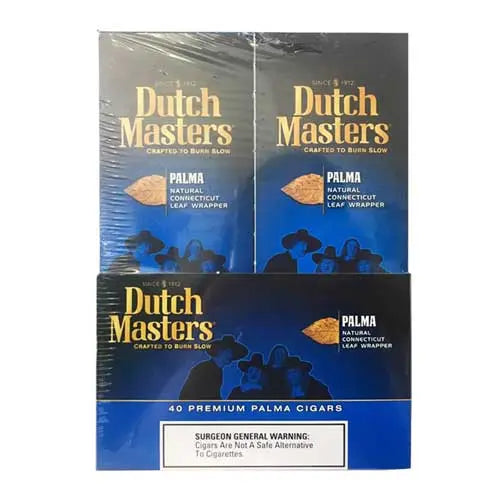 SINCE 1912
Dutch
Masters®
CRAFTED TO BURN SLOW
PALMA
NATURAL
CONNECTICUT
LEAF WRAPPER
SINCE 1912
Dutch
Masters®
CRAFTED TO BURN SLOW
PALMA
NATURAL
CONNECTICUT
LEAF WRAPPER
SINCE 1912
Dutch
Masters®
CRAFTED TO BURN SLOW
PALMA
NATURAL
CONNECTICUT
LEAF WRAPPER
40 PREMIUM PALMA CIGARS
SURGEON GENERAL WARNING:
Cigars Are Not A Safe Alternative
To Cigarettes.